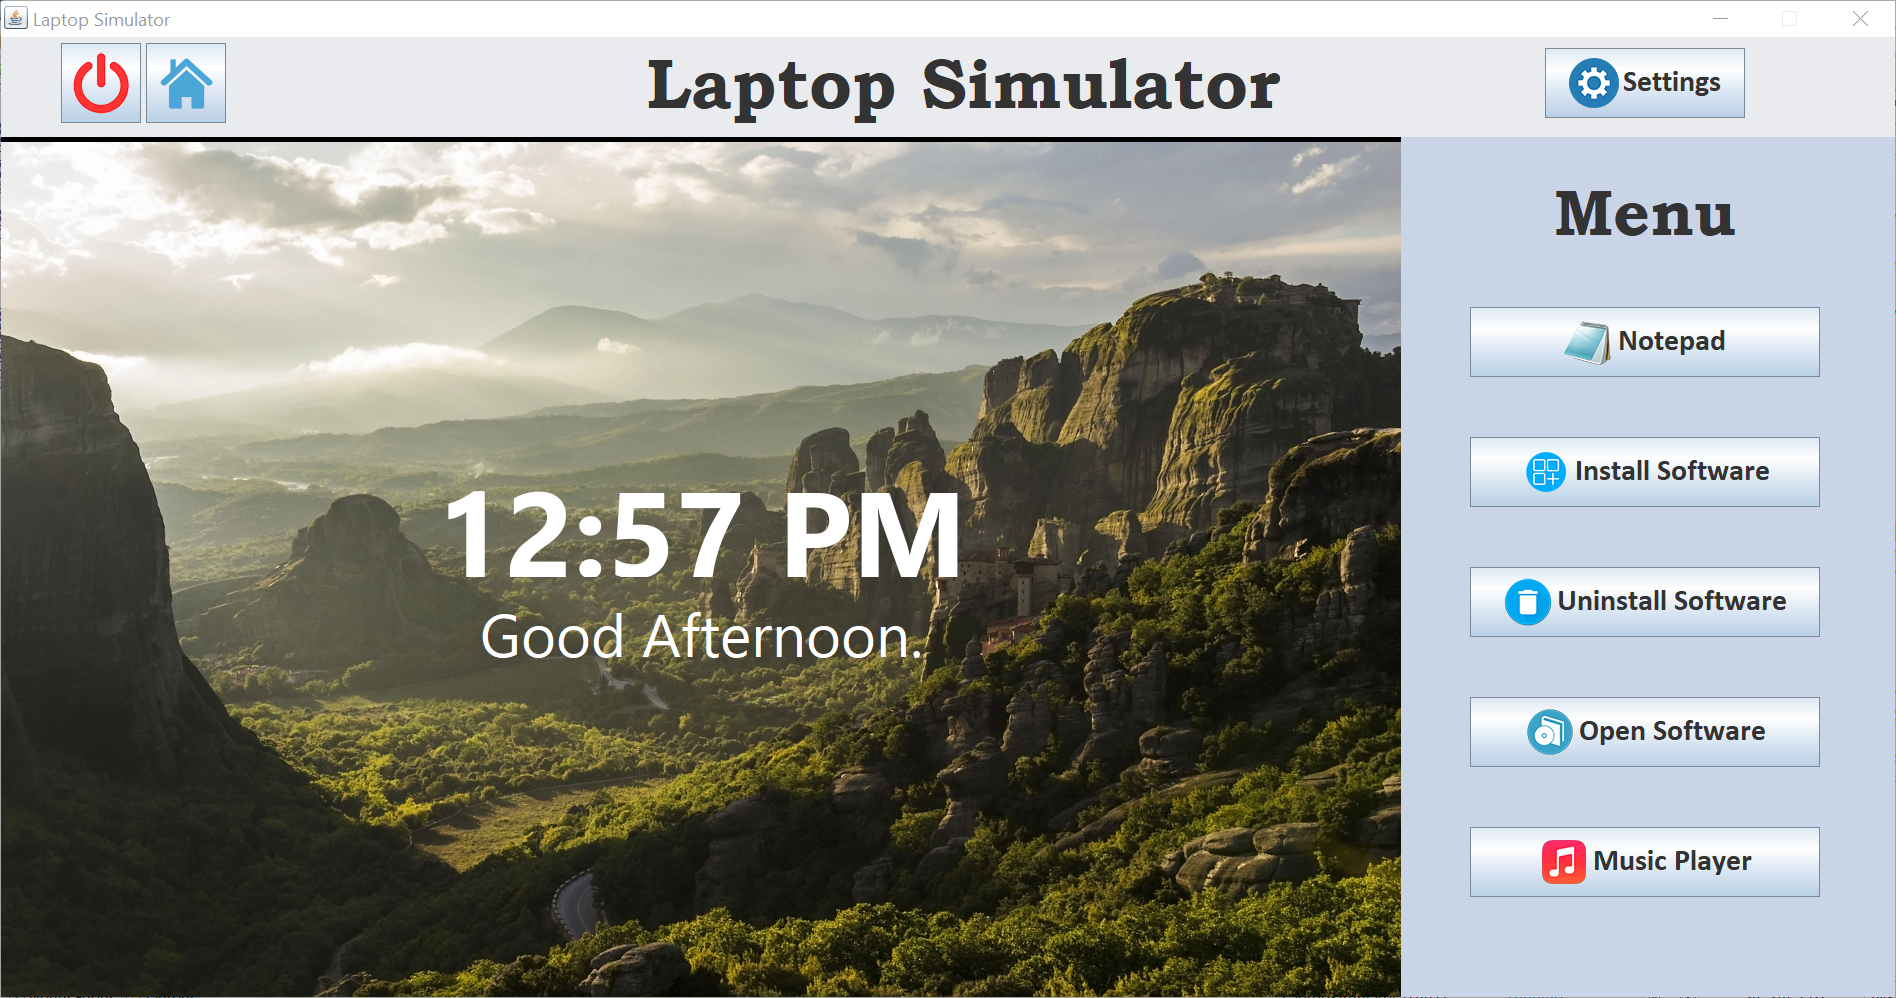 Laptop Simulator
Laptop Simulator
Settings
Menu
Notepad
Install Software
Uninstall Software
Open Software
Music Player
12:57 PM
Good Afternoon.